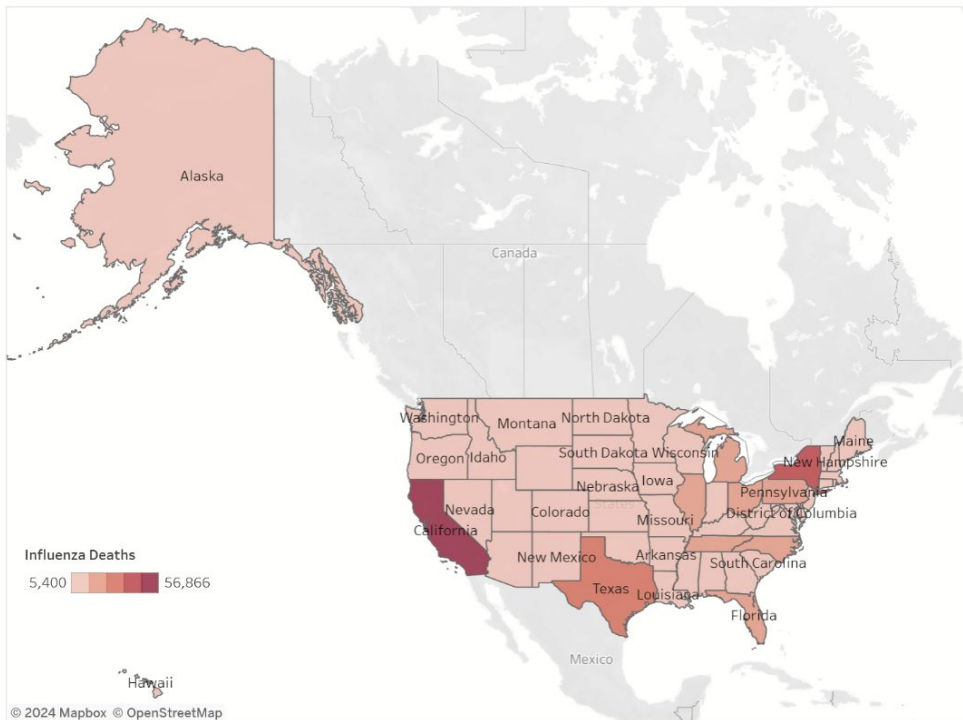 Alaska
Canada
Washington
Montana
North Dakota
Maine
Oregon
Idaho
South Dakota
Wisconsin
New Hampshire
Nebraska
Iowa
Pennsylvania
Nevada
Colorado
States
Missouri
District of Columbia
California
New Mexico
Arkansas
South Carolina
Texas
Louisiana
Florida
Influenza Deaths
5,400 56,866
Mexico
Hawaii
© 2024 Mapbox © OpenStreetMap